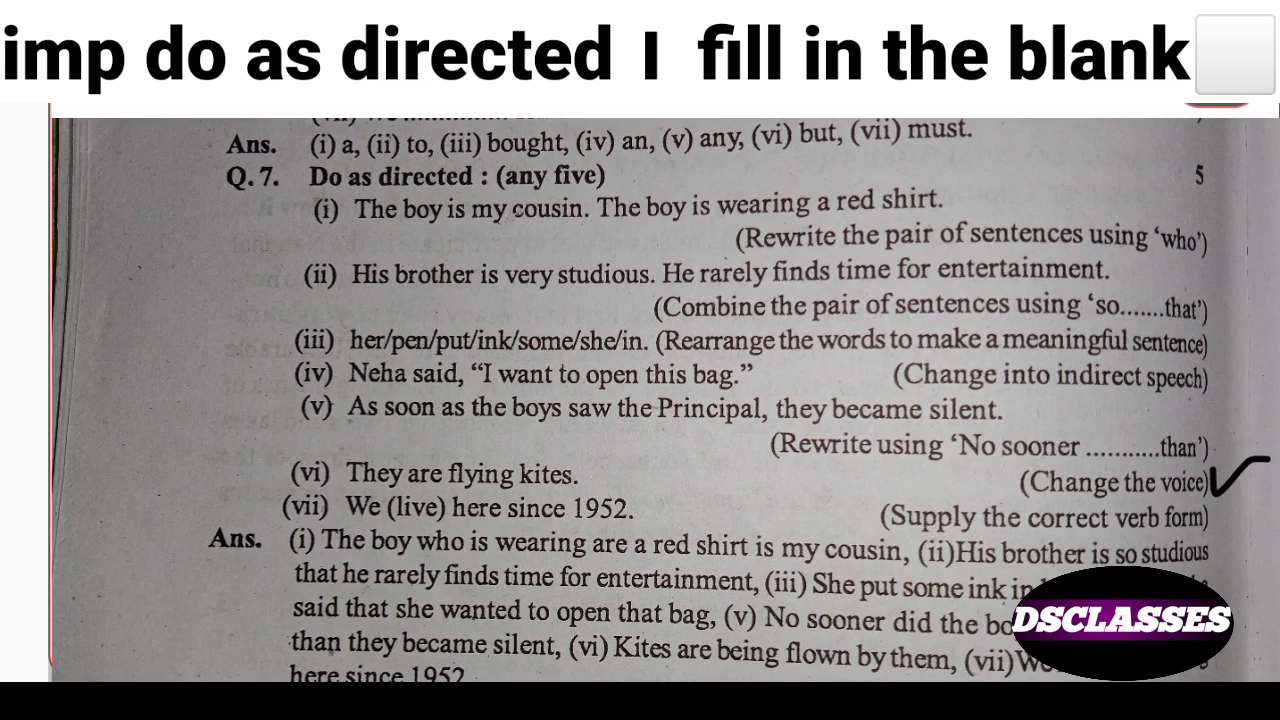 imp do as directed I fill in the blank
Ans. (i) a, (ii) to, (iii) bought, (iv) an, (v) any, (vi) but, (vii) must.
Q. 7. Do as directed : (any five) 5
(i) The boy is my cousin. The boy is wearing a red shirt.
(Rewrite the pair of sentences using ‘who’)
(ii) His brother is very studious. He rarely finds time for entertainment.
(Combine the pair of sentences using ‘so.......that’)
(iii) her/pen/put/ink/some/she/in. (Rearrange the words to make a meaningful sentence)
(iv) Neha said, “I want to open this bag.” (Change into indirect speech)
(v) As soon as the boys saw the Principal, they became silent.
(Rewrite using ‘No sooner ...........than’)
(vi) They are flying kites. (Change the voice)
(vii) We (live) here since 1952. (Supply the correct verb form)
Ans. (i) The boy who is wearing are a red shirt is my cousin, (ii)His brother is so studious
that he rarely finds time for entertainment, (iii) She put some ink in
said that she wanted to open that bag, (v) No sooner did the
DSCLASSES
than they became silent, (vi) Kites are being flown by them, (vii)We
here since 1952